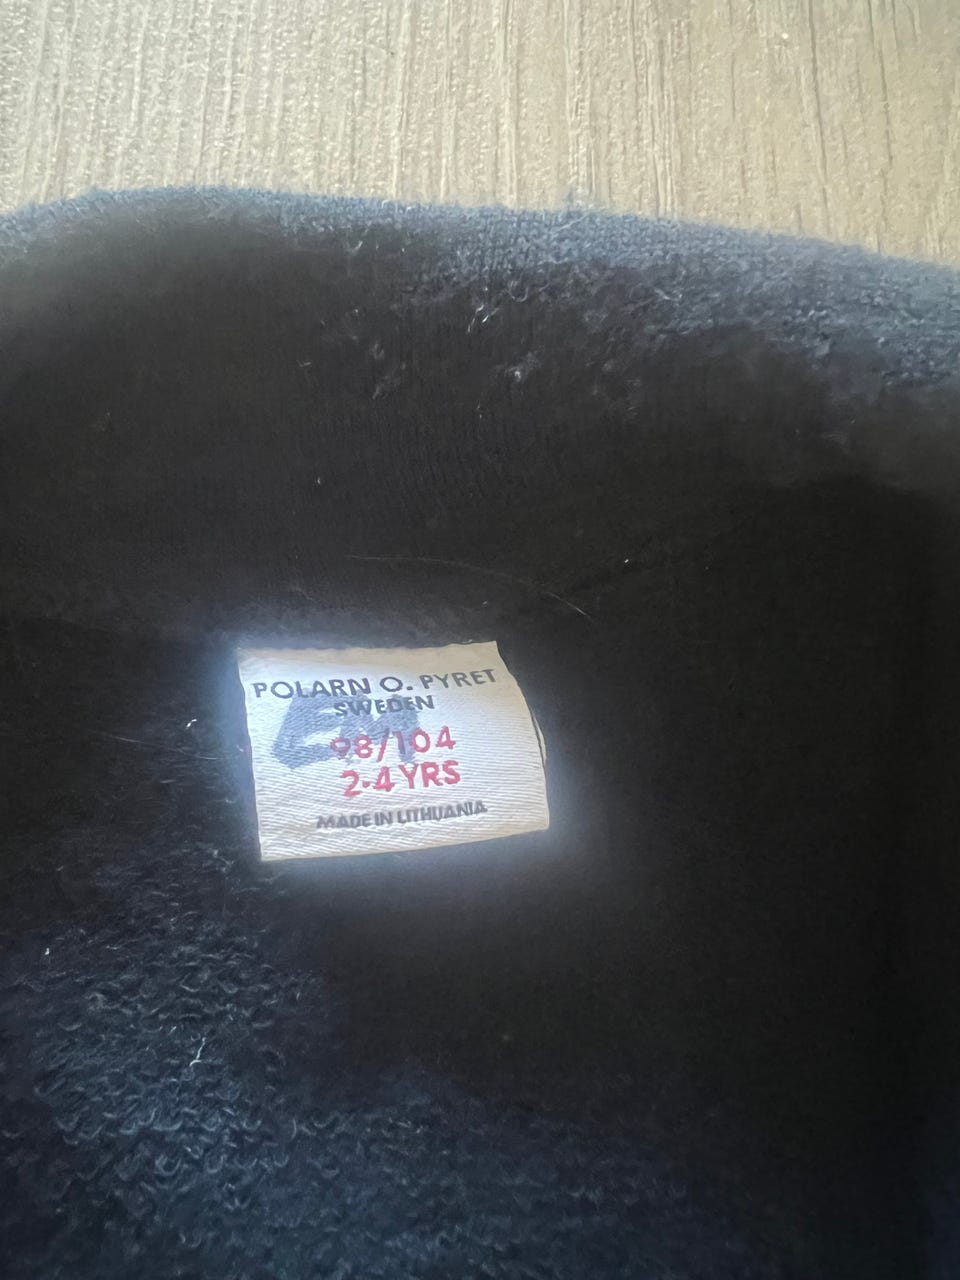 POLARN O. PYRET
SWEDEN
98/104
2-4 YRS
MADE IN LITHUANIA